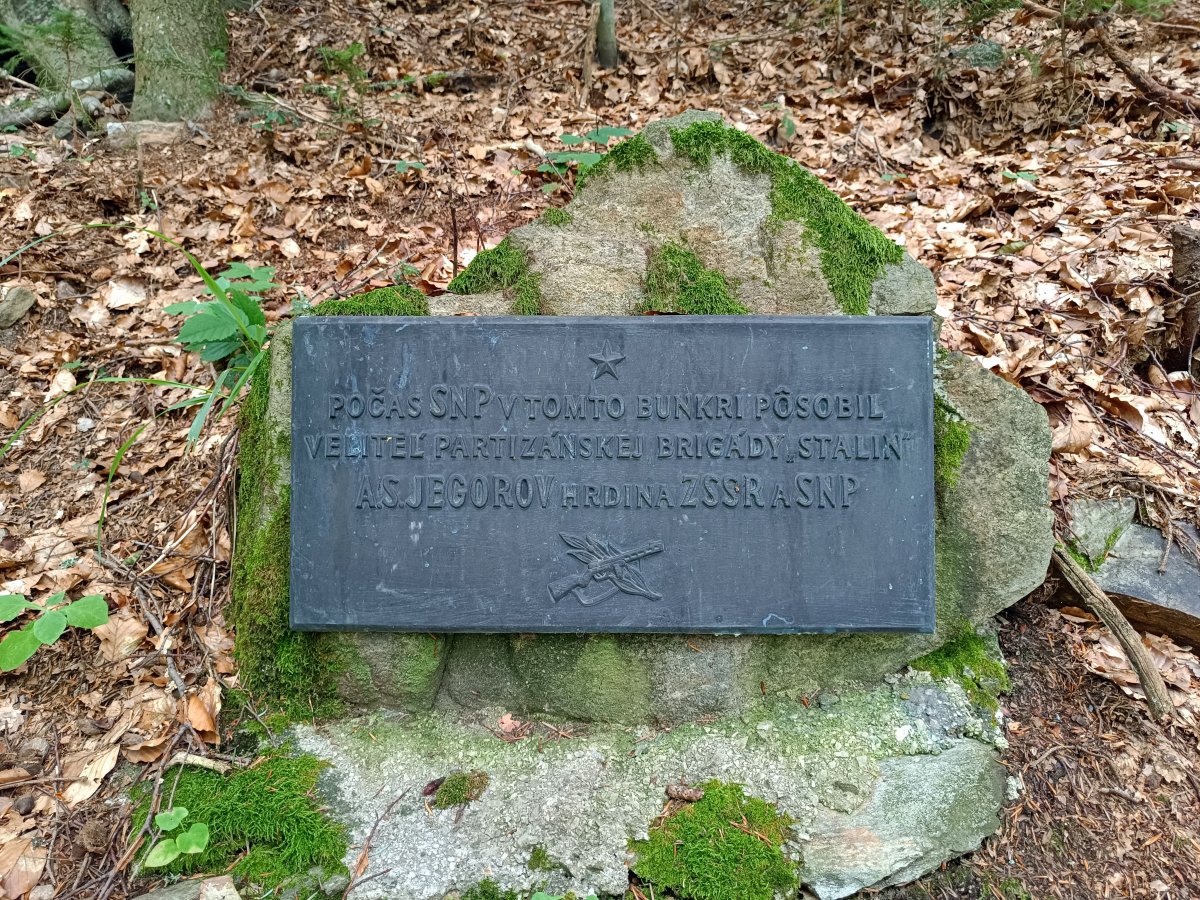 POČAS SNP V TOMTO BUNKRI PÔSOBIL
VELITEĽ PARTIZÁNSKEJ BRIGÁDY „STALIN“
A.S. JEGOROV HRDINA ZSSR A SNP